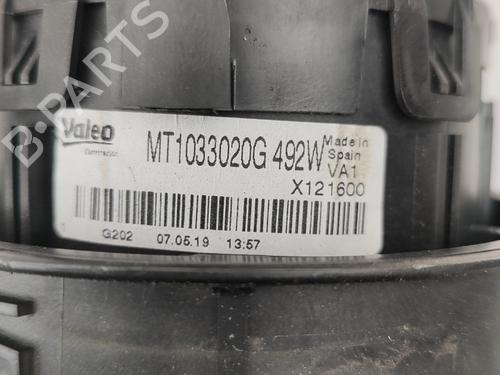 B-PARTS
Valeo
MT1033020G 492W
Made in
Spain
VA1
X121600
G202 07.05.19 13:57